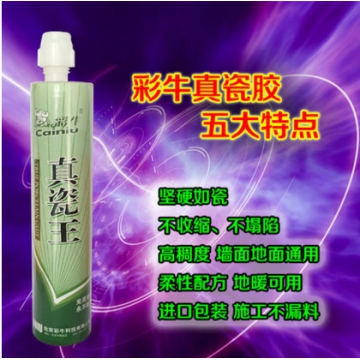 彩牛真瓷胶
五大特点
坚硬如瓷
不收缩、不塌陷
高稠度 墙面地面通用
柔性配方 地暖可用
进口包装 施工不漏料
彩牛
Cainiu
真瓷王